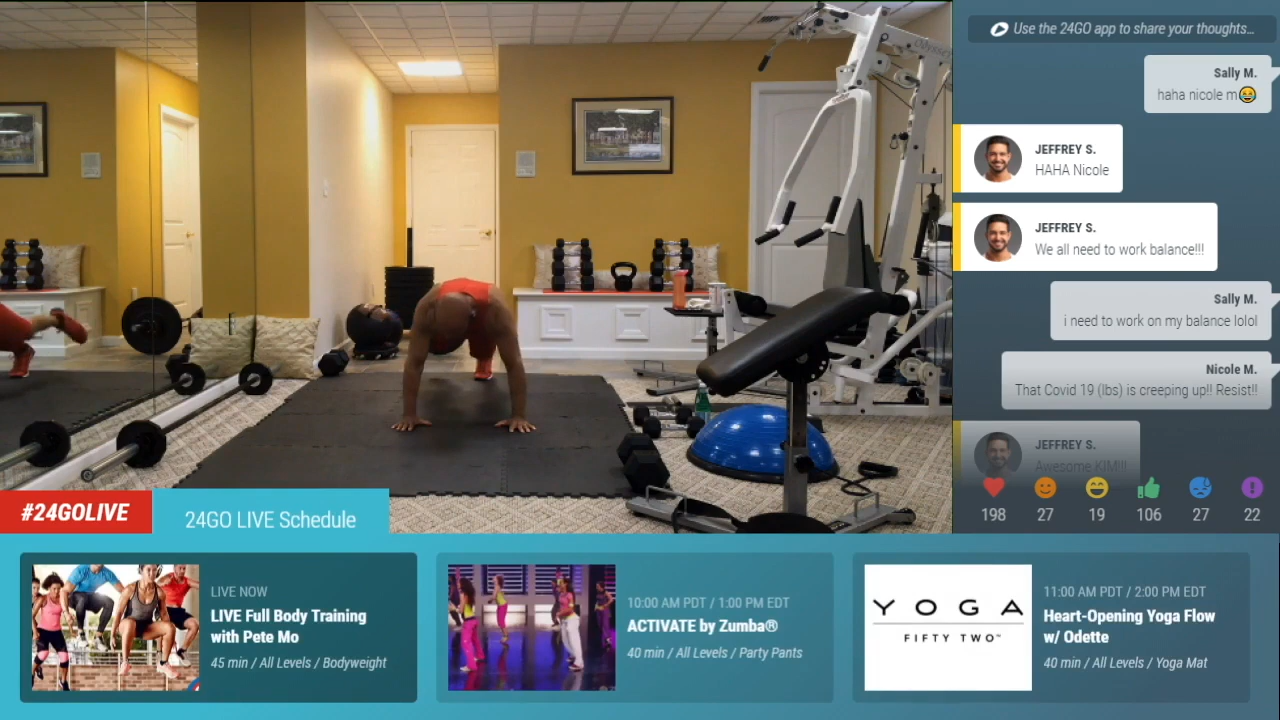 Use the 24GO app to share your thoughts...
Sally M.
haha nicole m😂
JEFFREY S.
HAHA Nicole
JEFFREY S.
We all need to work balance!!!
Sally M.
i need to work on my balance lolol
Nicole M.
That Covid 19 (lbs) is creeping up!! Resist!!
JEFFREY S.
Awesome KIM!!!
198 27 19 106 27 22
#24GOLIVE
24GO LIVE Schedule
LIVE NOW
LIVE Full Body Training
with Pete Mo
45 min / All Levels / Bodyweight
10:00 AM PDT / 1:00 PM EDT
ACTIVATE by Zumba®
40 min / All Levels / Party Pants
YOGA
FIFTY TWO™
11:00 AM PDT / 2:00 PM EDT
Heart-Opening Yoga Flow
w/ Odette
40 min / All Levels / Yoga Mat